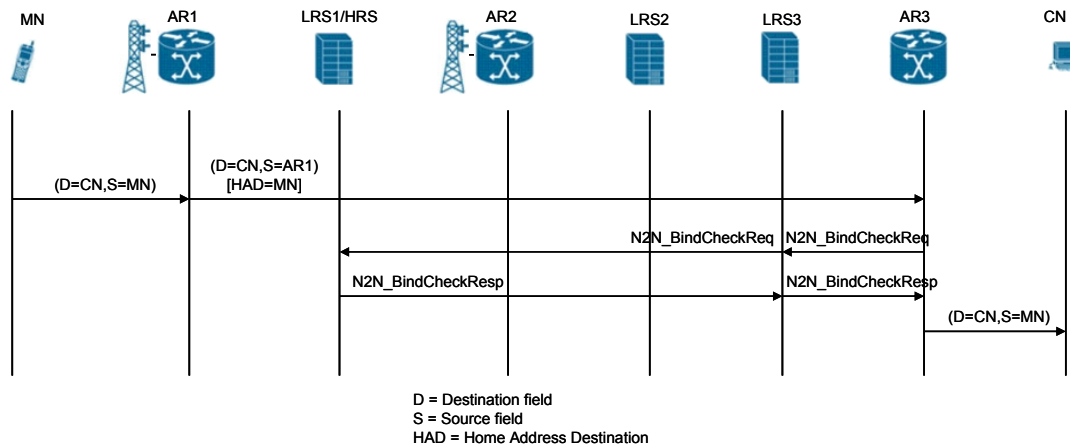 MN AR1 LRS1/HRS AR2 LRS2 LRS3 AR3 CN
(D=CN,S=AR1)
(D=CN,S=MN) [HAD=MN]
N2N_BindCheckReq N2N_BindCheckReq
N2N_BindCheckResp N2N_BindCheckResp
(D=CN,S=MN)
D = Destination field
S = Source field
HAD = Home Address Destination